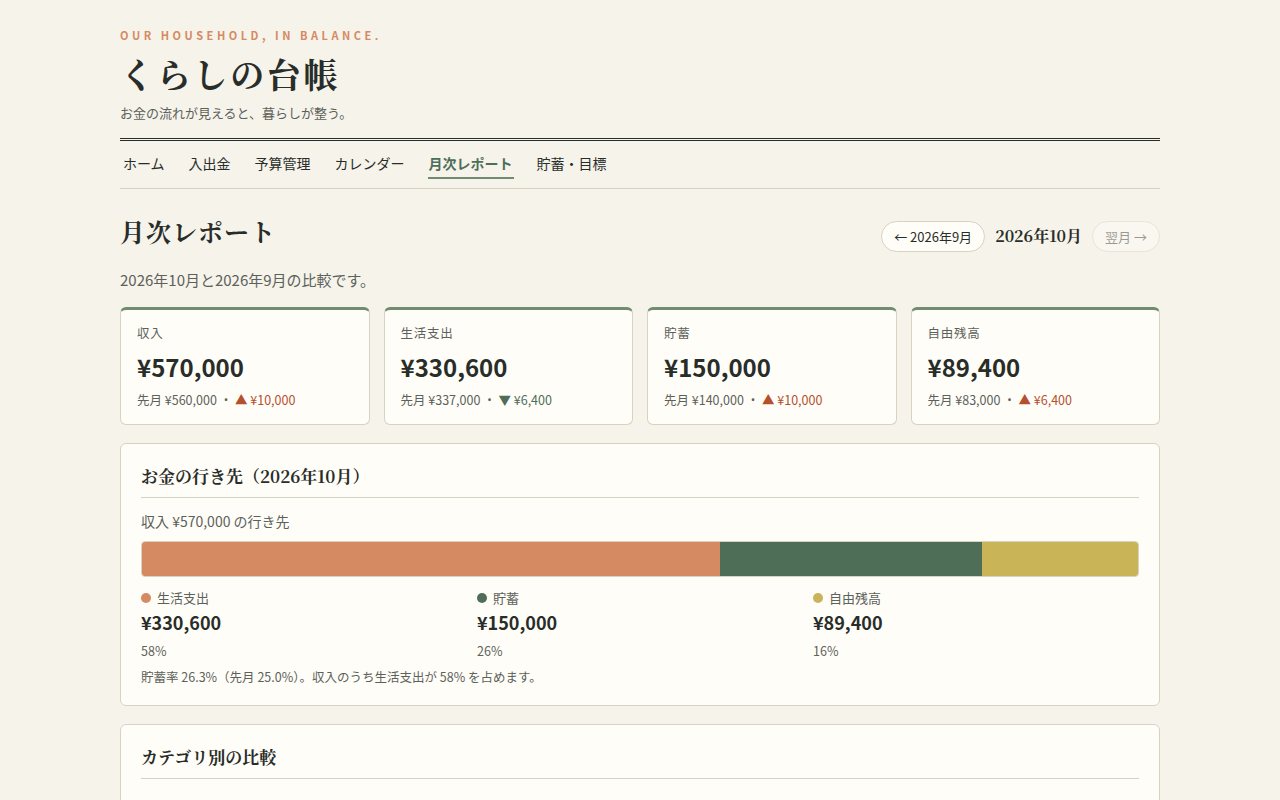 OUR HOUSEHOLD, IN BALANCE.
くらしの台帳
お金の流れが見えると、暮らしが整う。
ホーム 入出金 予算管理 カレンダー 月次レポート 貯蓄・目標
月次レポート
← 2026年9月 2026年10月 翌月 →
2026年10月と2026年9月の比較です。
収入
¥570,000
先月 ¥560,000 ・ ▲ ¥10,000
生活支出
¥330,600
先月 ¥337,000 ・ ▼ ¥6,400
貯蓄
¥150,000
先月 ¥140,000 ・ ▲ ¥10,000
自由残高
¥89,400
先月 ¥83,000 ・ ▲ ¥6,400
お金の行き先（2026年10月）
収入 ¥570,000 の行き先
生活支出
¥330,600
58%
貯蓄
¥150,000
26%
自由残高
¥89,400
16%
貯蓄率 26.3%（先月 25.0%）。収入のうち生活支出が 58% を占めます。
カテゴリ別の比較